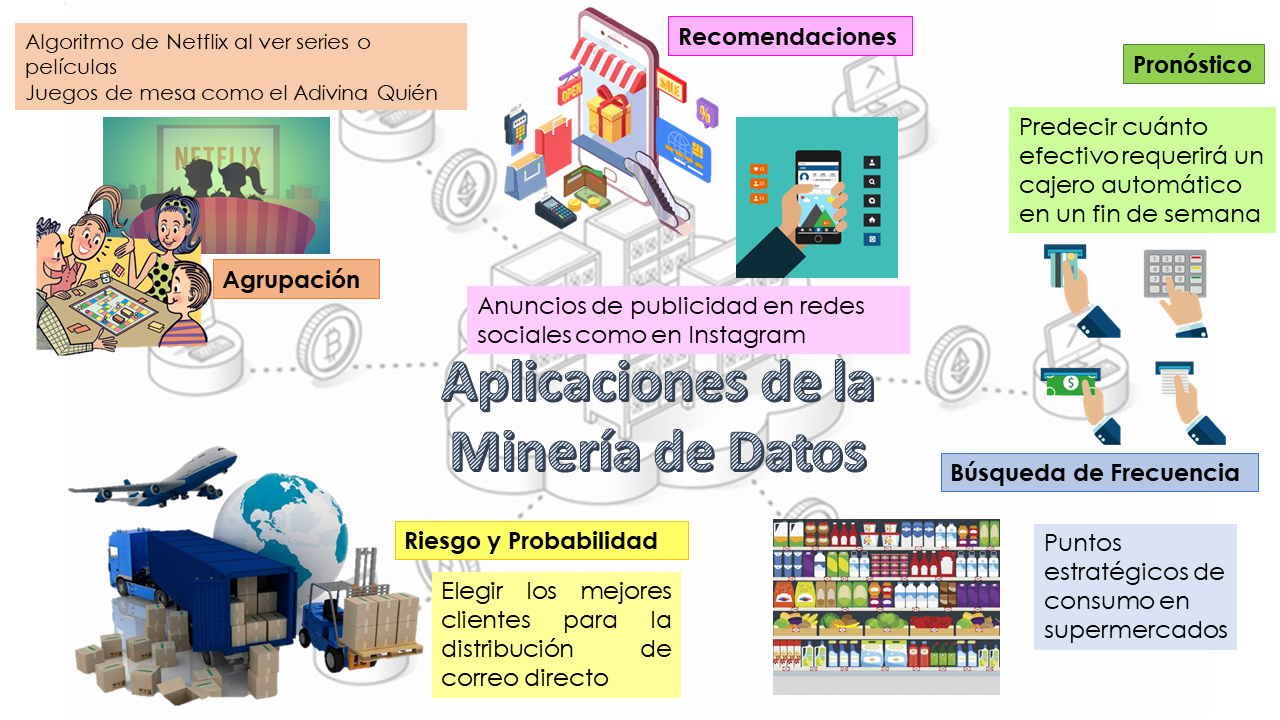 Algoritmo de Netflix al ver series o
películas
Juegos de mesa como el Adivina Quién
NETFLIX
Agrupación
Recomendaciones
OPEN
SALE
%
Anuncios de publicidad en redes
sociales como en Instagram
Pronóstico
Predecir cuánto
efectivo requerirá un
cajero automático
en un fin de semana
$
Aplicaciones de la
Minería de Datos
Búsqueda de Frecuencia
Puntos
estratégicos de
consumo en
supermercados
Riesgo y Probabilidad
Elegir los mejores
clientes para la
distribución de
correo directo